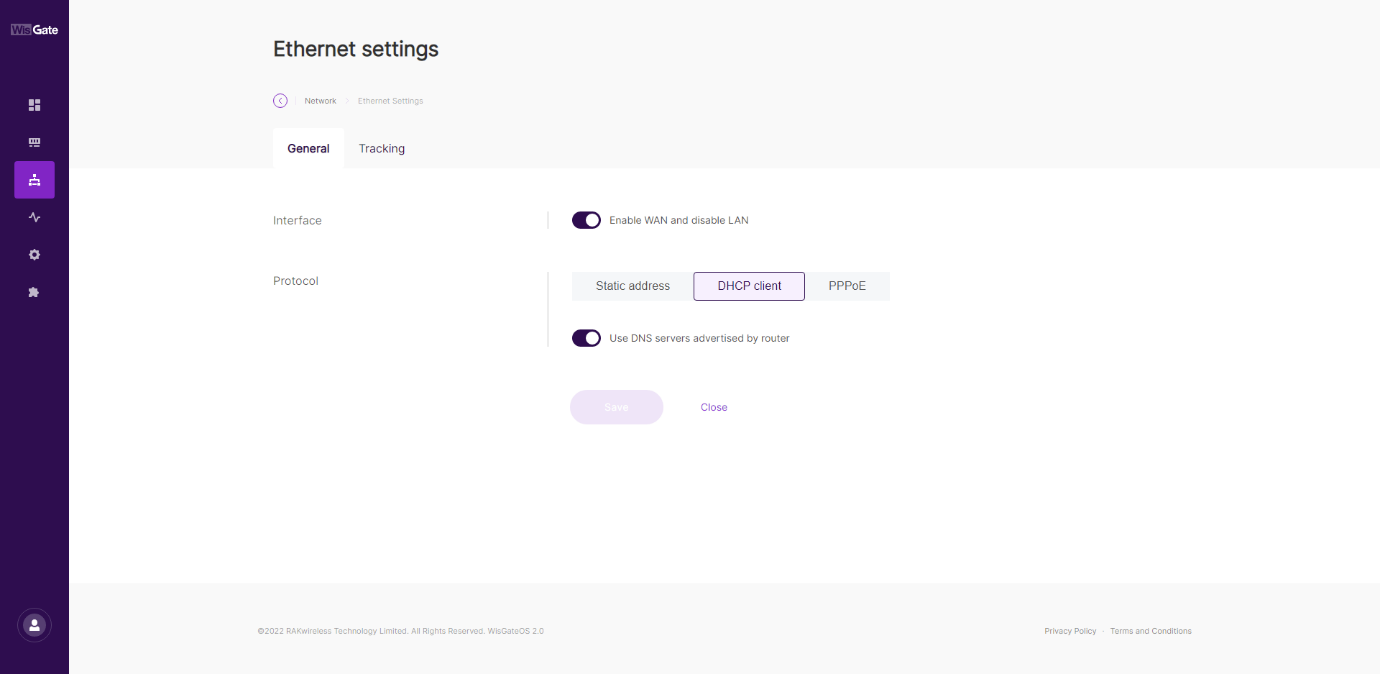 WisGate
Ethernet settings
Network
Ethernet Settings
General
Tracking
Interface
Enable WAN and disable LAN
Protocol
Static address
DHCP client
PPPoE
Use DNS servers advertised by router
Save
Close
©2022 RAKwireless Technology Limited. All Rights Reserved. WisGateOS 2.0
Privacy Policy · Terms and Conditions